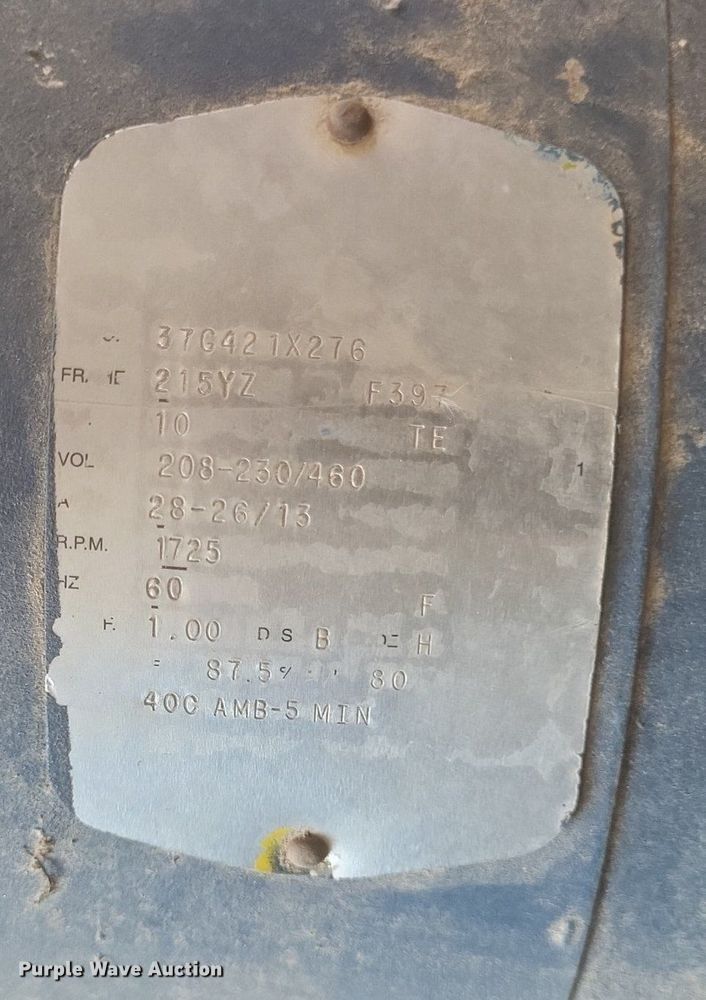 37G421X276
215YZ F397
10 TE
VOL 208-230/460 1
28-26/13
R.P.M. 1725
HZ 60 F
1.00 DS B H
87.5% 80
40C AMB-5 MIN
Purple Wave Auction